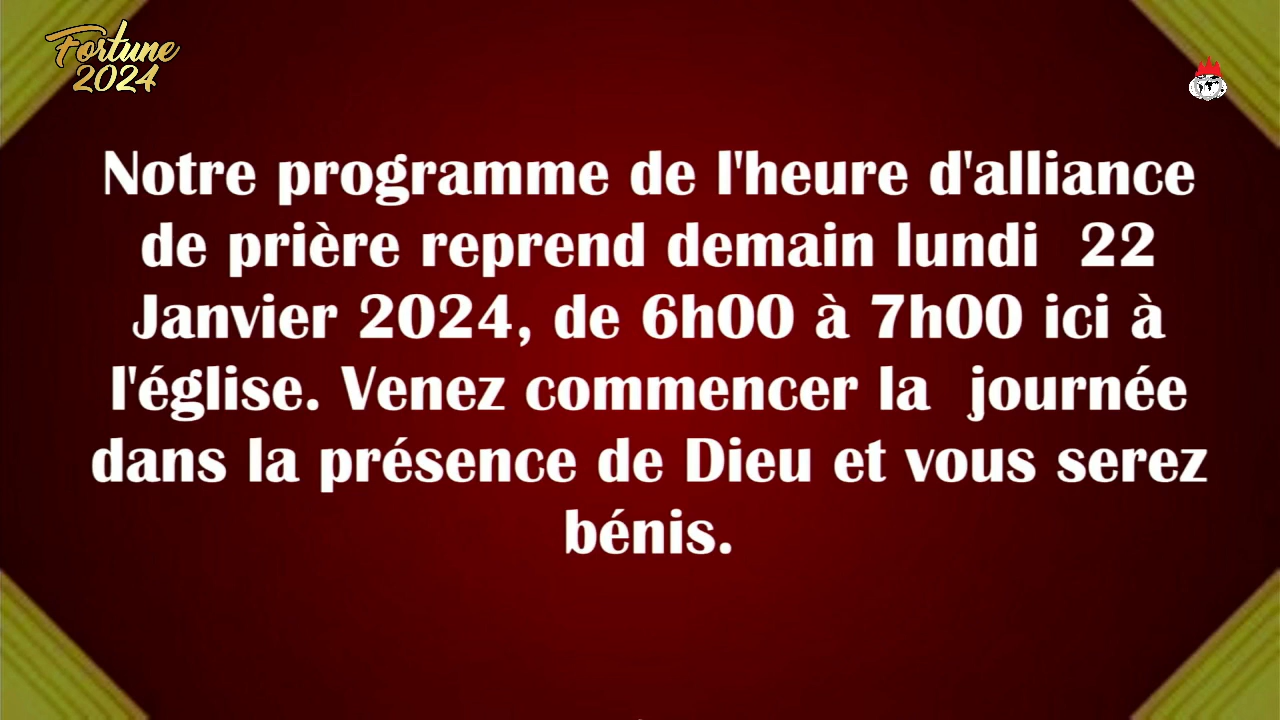 Fortune
2024
Notre programme de l'heure d'alliance
de prière reprend demain lundi  22
Janvier 2024, de 6h00 à 7h00 ici à
l'église. Venez commencer la  journée
dans la présence de Dieu et vous serez
bénis.